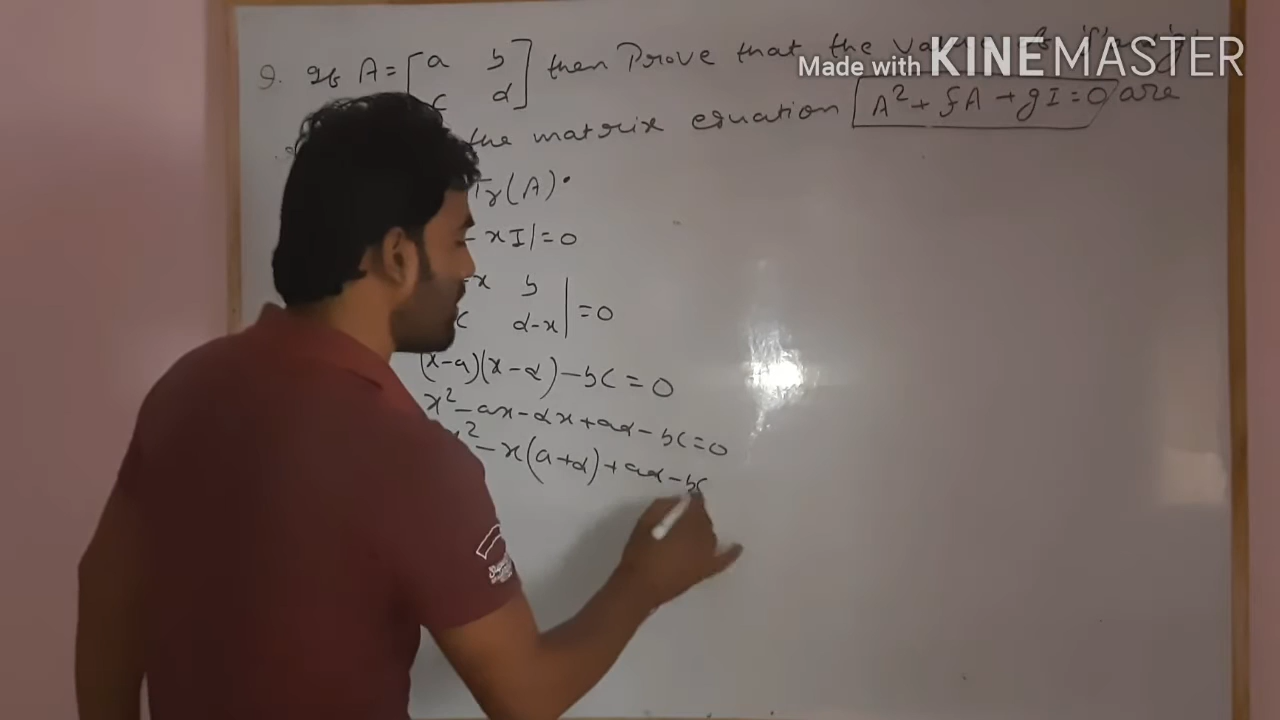 Made with KINEMASTER
9. If A = [a b
c d] then Prove that the
the matrix equation A² + fA + gI = 0 are
Tr(A).
- xI| = 0
-x b
c d-x | = 0
(x-a)(x-d) - bc = 0
x² - ax - dx + ad - bc = 0
x² - x(a+d) + ad - bc